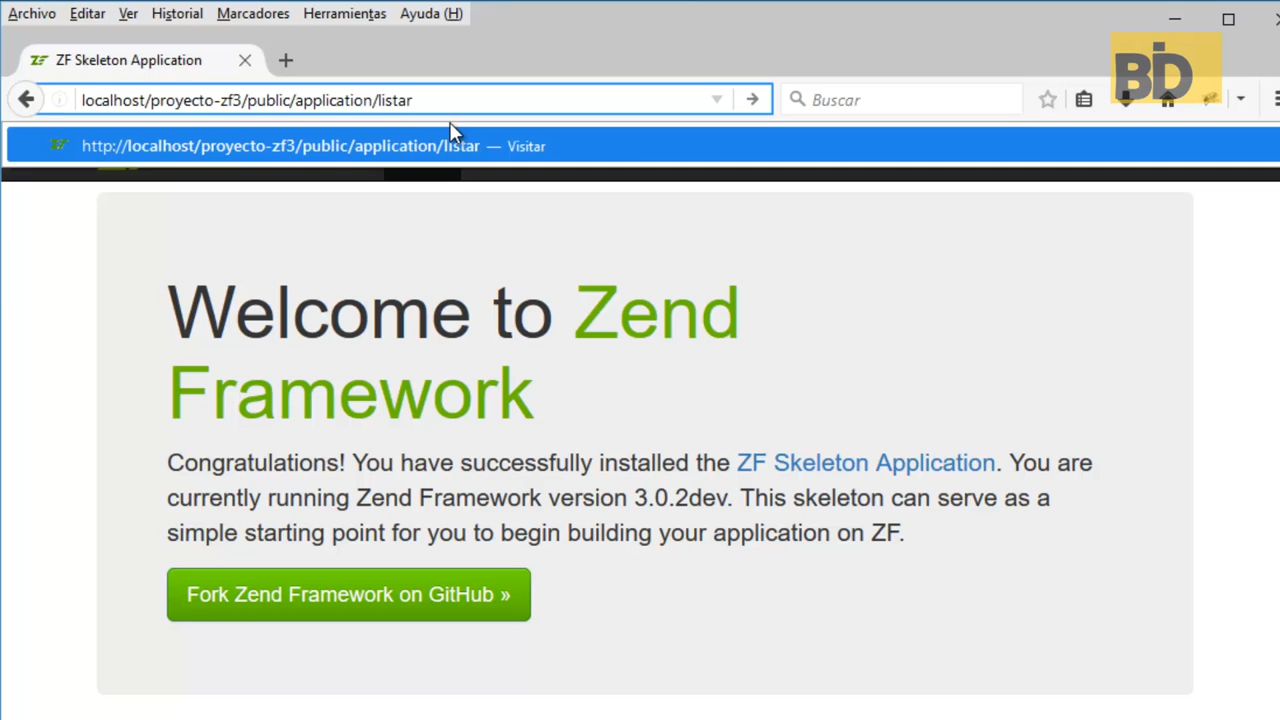 Archivo Editar Ver Historial Marcadores Herramientas Ayuda (H)
ZF Skeleton Application
BID
localhost/proyecto-zf3/public/application/listar
Buscar
http://localhost/proyecto-zf3/public/application/listar — Visitar
Welcome to Zend
Framework
Congratulations! You have successfully installed the ZF Skeleton Application. You are
currently running Zend Framework version 3.0.2dev. This skeleton can serve as a
simple starting point for you to begin building your application on ZF.
Fork Zend Framework on GitHub »